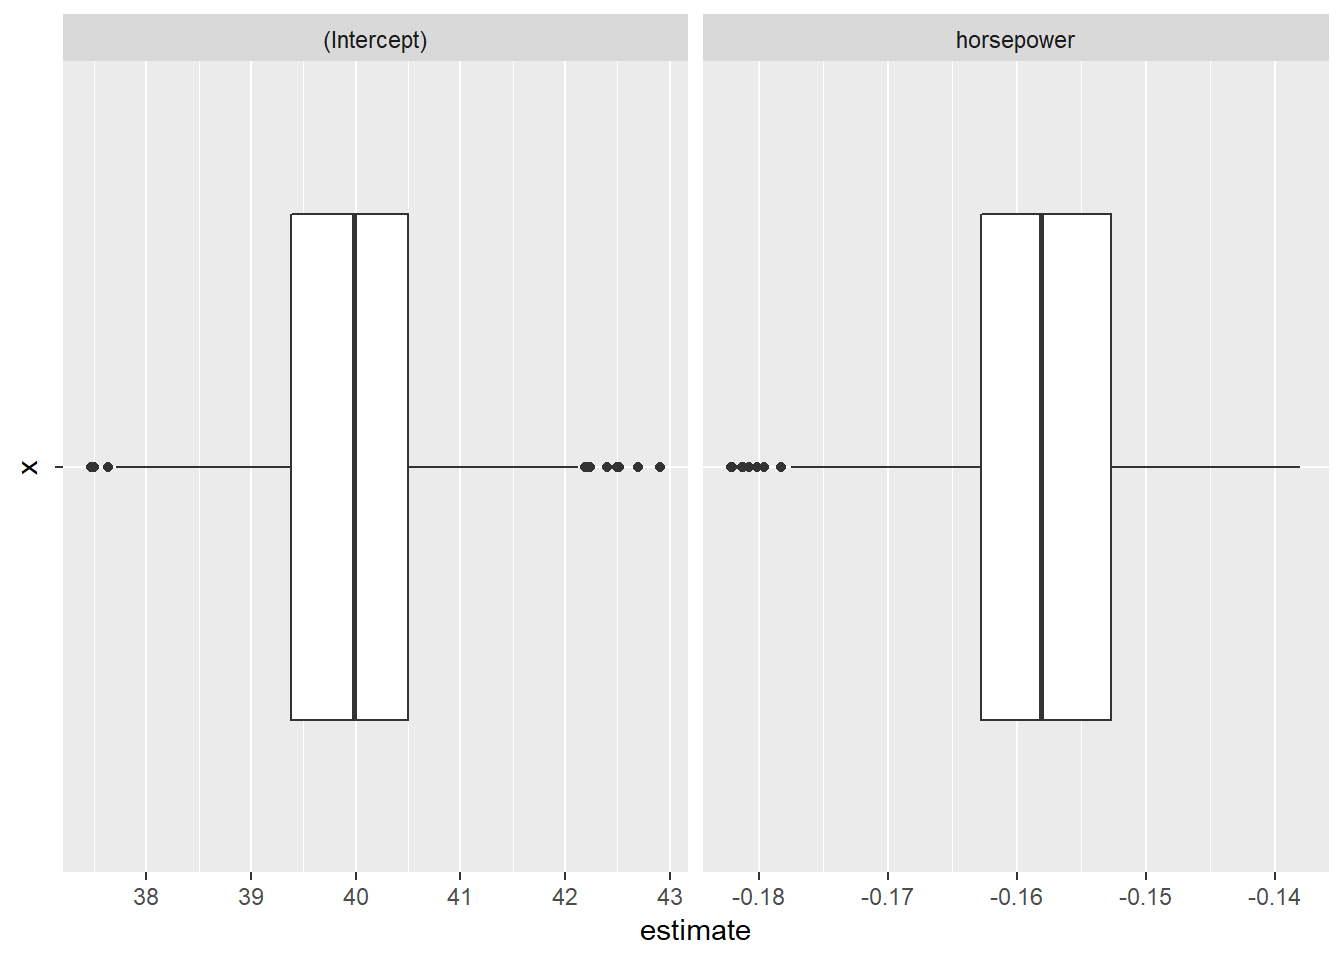 (Intercept) horsepower
x
38 39 40 41 42 43 -0.18 -0.17 -0.16 -0.15 -0.14
estimate